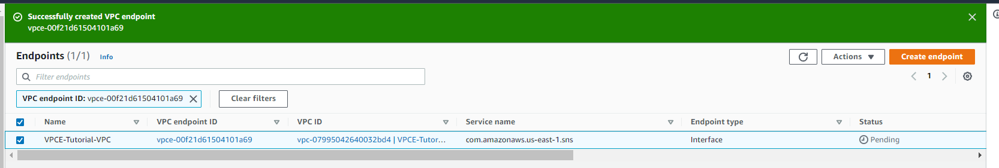 Successfully created VPC endpoint
vpce-00f21d61504101a69
Endpoints (1/1) Info
Actions
Create endpoint
Filter endpoints
1
VPC endpoint ID: vpce-00f21d61504101a69
Clear filters
Name VPC endpoint ID VPC ID Service name Endpoint type Status
VPCE-Tutorial-VPC vpce-00f21d61504101a69 vpc-07995042640032bd4 | VPCE-Tutor... com.amazonaws.us-east-1.sns Interface Pending